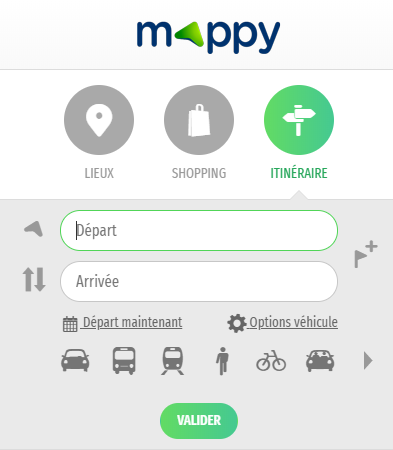 mappy
LIEUX
SHOPPING
ITINÉRAIRE
Départ
Arrivée
Départ maintenant
Options véhicule
VALIDER